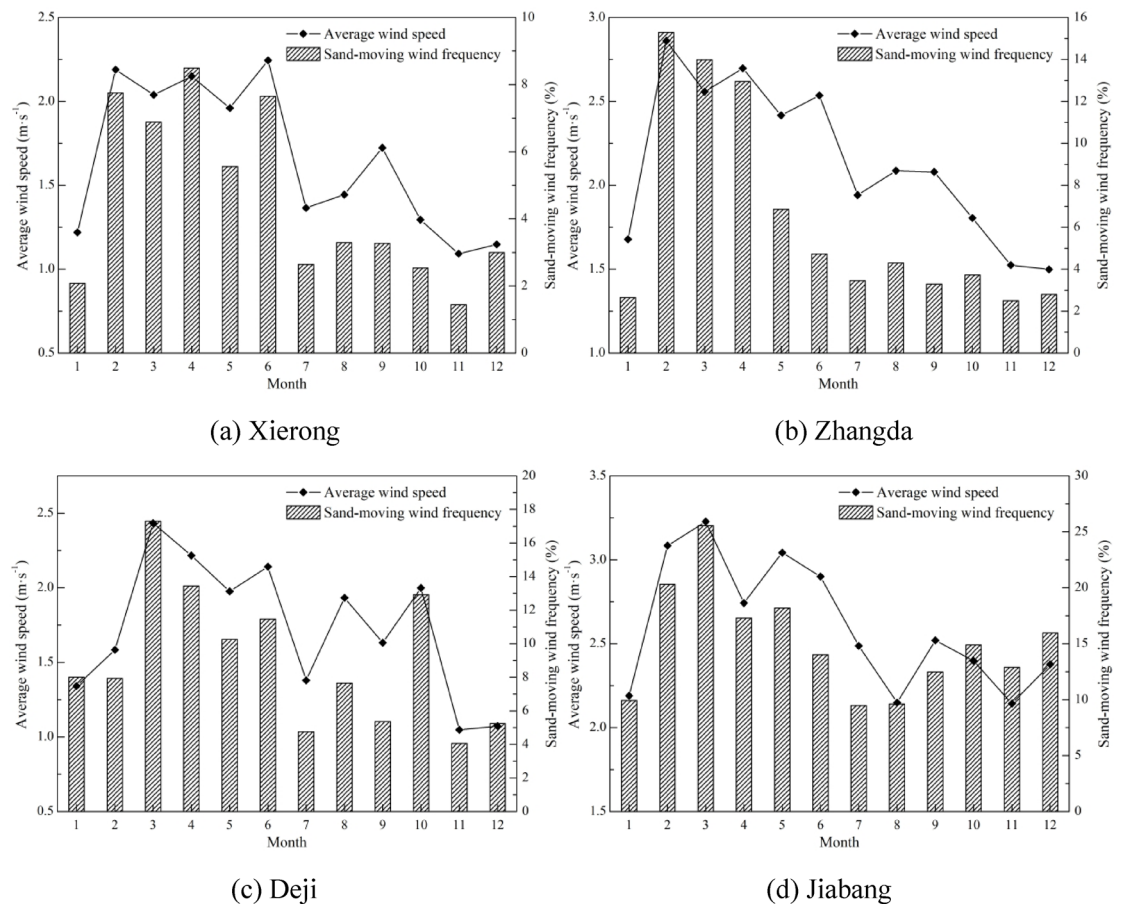 2.5
2.0
1.5
1.0
0.5
10
8
6
4
2
0
Average wind speed (m·s⁻¹)
Sand-moving wind frequency (%)
Average wind speed
Sand-moving wind frequency
1 2 3 4 5 6 7 8 9 10 11 12
Month
(a) Xierong
3.0
2.5
2.0
1.5
1.0
16
14
12
10
8
6
4
2
0
Average wind speed (m·s⁻¹)
Sand-moving wind frequency (%)
Average wind speed
Sand-moving wind frequency
1 2 3 4 5 6 7 8 9 10 11 12
Month
(b) Zhangda
2.5
2.0
1.5
1.0
0.5
20
18
16
14
12
10
8
6
4
2
0
Average wind speed (m·s⁻¹)
Sand-moving wind frequency (%)
Average wind speed
Sand-moving wind frequency
1 2 3 4 5 6 7 8 9 10 11 12
Month
(c) Deji
3.5
3.0
2.5
2.0
1.5
30
25
20
15
10
5
0
Average wind speed (m·s⁻¹)
Sand-moving wind frequency (%)
Average wind speed
Sand-moving wind frequency
1 2 3 4 5 6 7 8 9 10 11 12
Month
(d) Jiabang